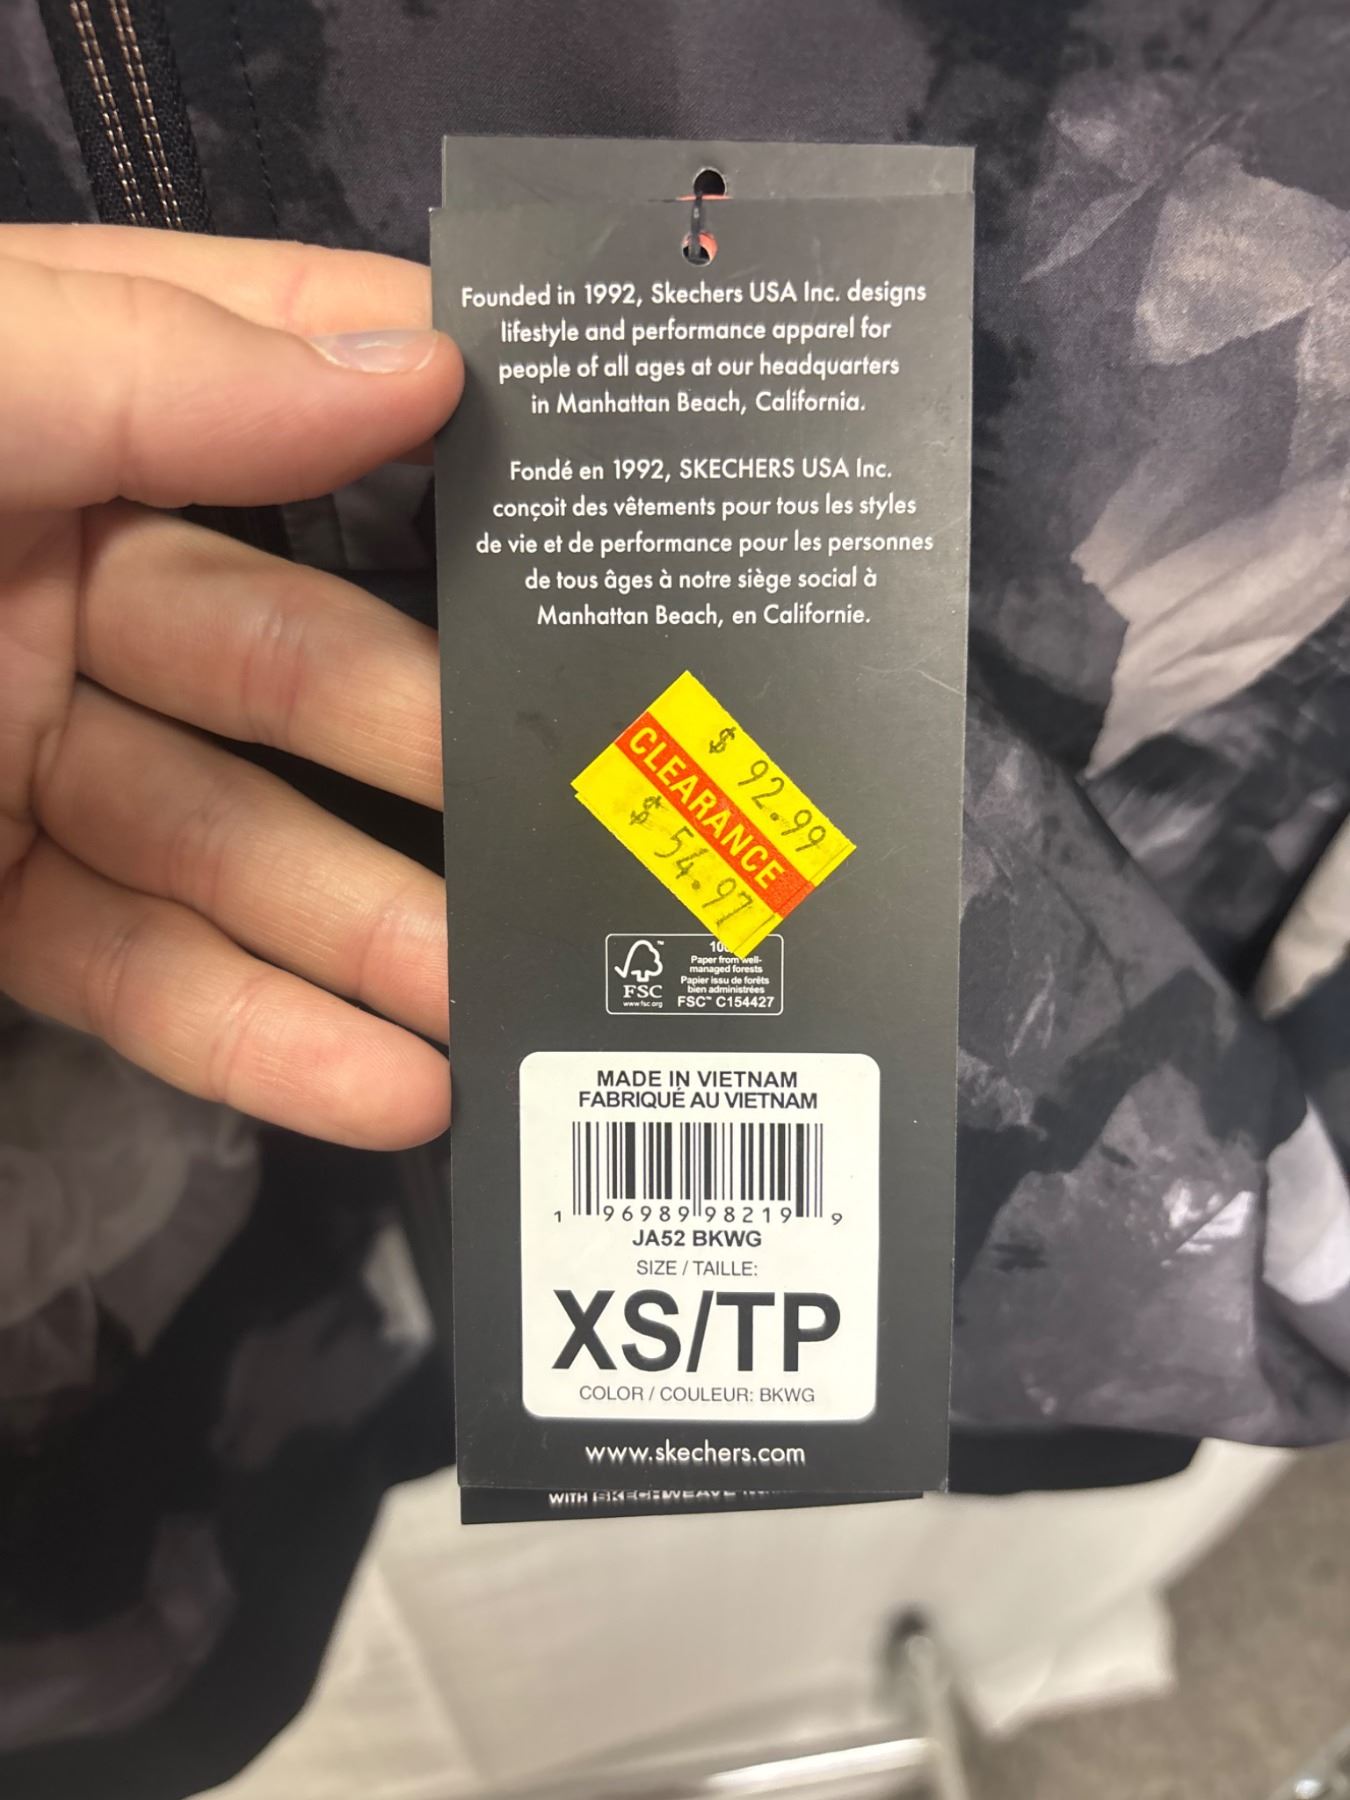 Founded in 1992, Skechers USA Inc. designs
lifestyle and performance apparel for
people of all ages at our headquarters
in Manhattan Beach, California.
Fondé en 1992, SKECHERS USA Inc.
conçoit des vêtements pour tous les styles
de vie et de performance pour les personnes
de tous âges à notre siège social à
Manhattan Beach, en Californie.
$ 92.99
CLEARANCE
$ 54.97
FSC™
www.fsc.org
Paper from well-
managed forests
Papier issu de forêts
bien administrées
FSC™ C154427
MADE IN VIETNAM
FABRIQUÉ AU VIETNAM
1 96989 98219 9
JA52 BKWG
SIZE / TAILLE:
XS/TP
COLOR / COULEUR: BKWG
www.skechers.com
WITH